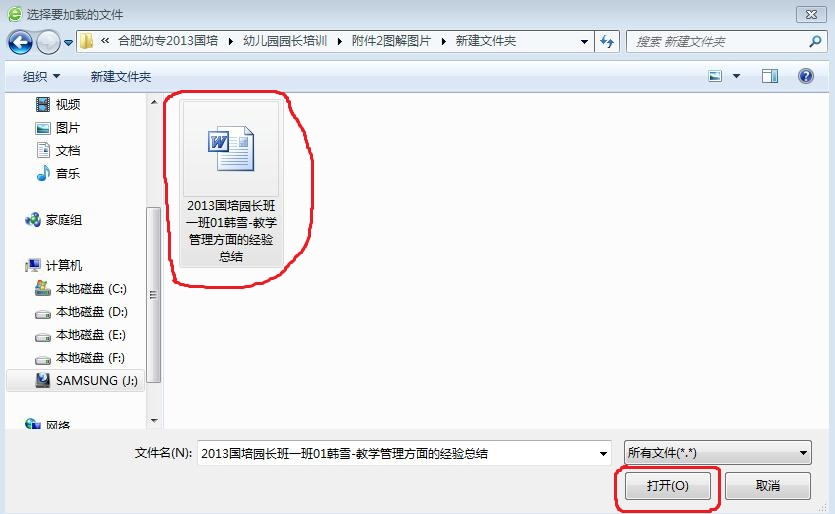 选择要加载的文件
« 合肥幼专2013国培 ▸ 幼儿园园长培训 ▸ 附件2图解图片 ▸ 新建文件夹
搜索 新建文件夹
组织 新建文件夹
视频
图片
文档
音乐
家庭组
计算机
本地磁盘 (C:)
本地磁盘 (D:)
本地磁盘 (E:)
本地磁盘 (F:)
SAMSUNG (J:)
网络
2013国培园长班
一班01韩雪-教学
管理方面的经验
总结
文件名(N): 2013国培园长班一班01韩雪-教学管理方面的经验总结
所有文件(*.*)
打开(O) 取消